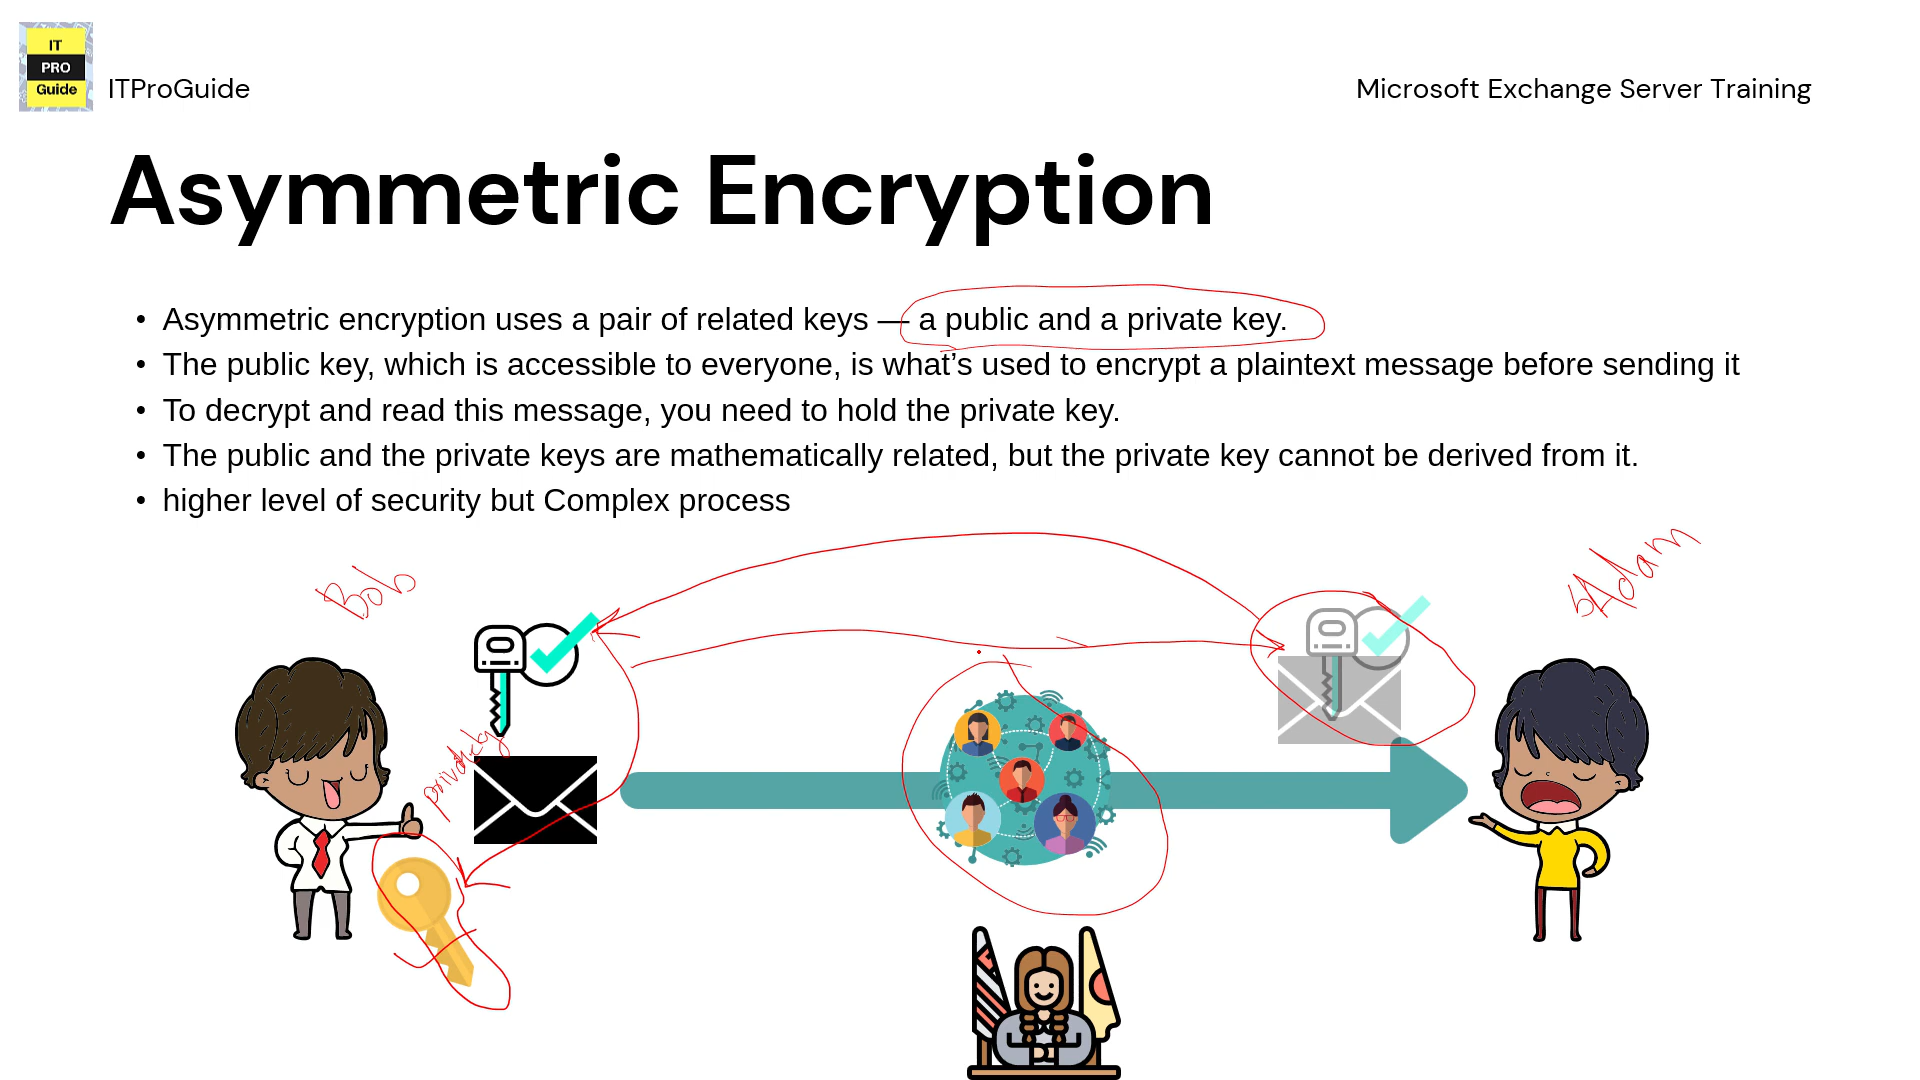 IT
PRO
Guide
ITProGuide
Microsoft Exchange Server Training
Asymmetric Encryption
• Asymmetric encryption uses a pair of related keys — a public and a private key.
• The public key, which is accessible to everyone, is what’s used to encrypt a plaintext message before sending it
• To decrypt and read this message, you need to hold the private key.
• The public and the private keys are mathematically related, but the private key cannot be derived from it.
• higher level of security but Complex process
Bob
Adam